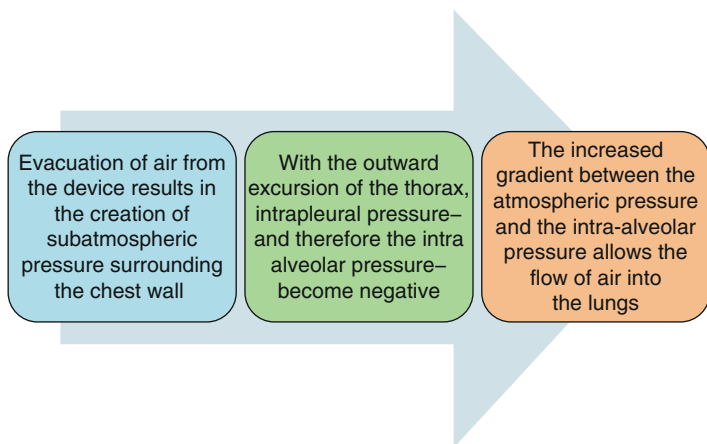 Evacuation of air from
the device results in
the creation of
subatmospheric
pressure surrounding
the chest wall
With the outward
excursion of the thorax,
intrapleural pressure–
and therefore the intra
alveolar pressure–
become negative
The increased
gradient between the
atmospheric pressure
and the intra-alveolar
pressure allows the
flow of air into
the lungs